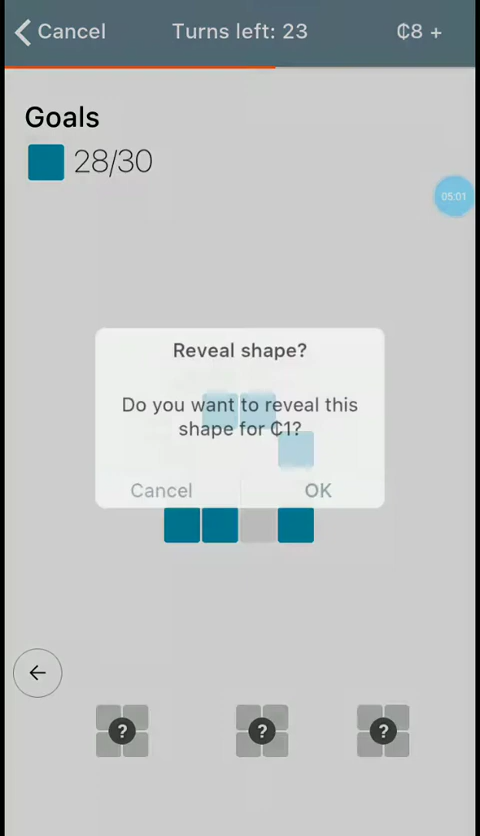 Cancel
Turns left: 23
₵8 +
Goals
28/30
05:01
Reveal shape?
Do you want to reveal this
shape for ₵1?
Cancel
OK
?
?
?